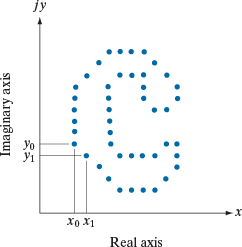 jy
Imaginary axis
y₀
y₁
x
x₀ x₁
Real axis